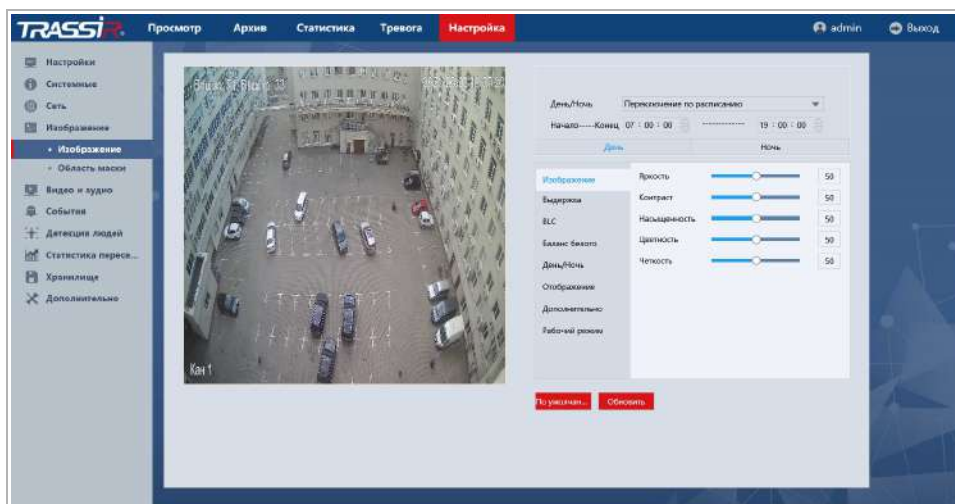 TRASSIR
Просмотр
Архив
Статистика
Тревога
Настройка
admin
Выход
Настройки
Системные
Сеть
Изображение
• Изображение
• Область маски
Видео и аудио
События
Детекция людей
Статистика пересе...
Хранилище
Дополнительно
Кан 1
День/Ночь
Переключение по расписанию
Начало-----Конец 07 : 00 : 00 ------------- 19 : 00 : 00
День
Ночь
Изображение
Выдержка
BLC
Баланс белого
День/Ночь
Отображение
Дополнительно
Рабочий режим
Яркость 50
Контраст 50
Насыщенность 50
Цветность 50
Четкость 50
По умолчан...
Обновить